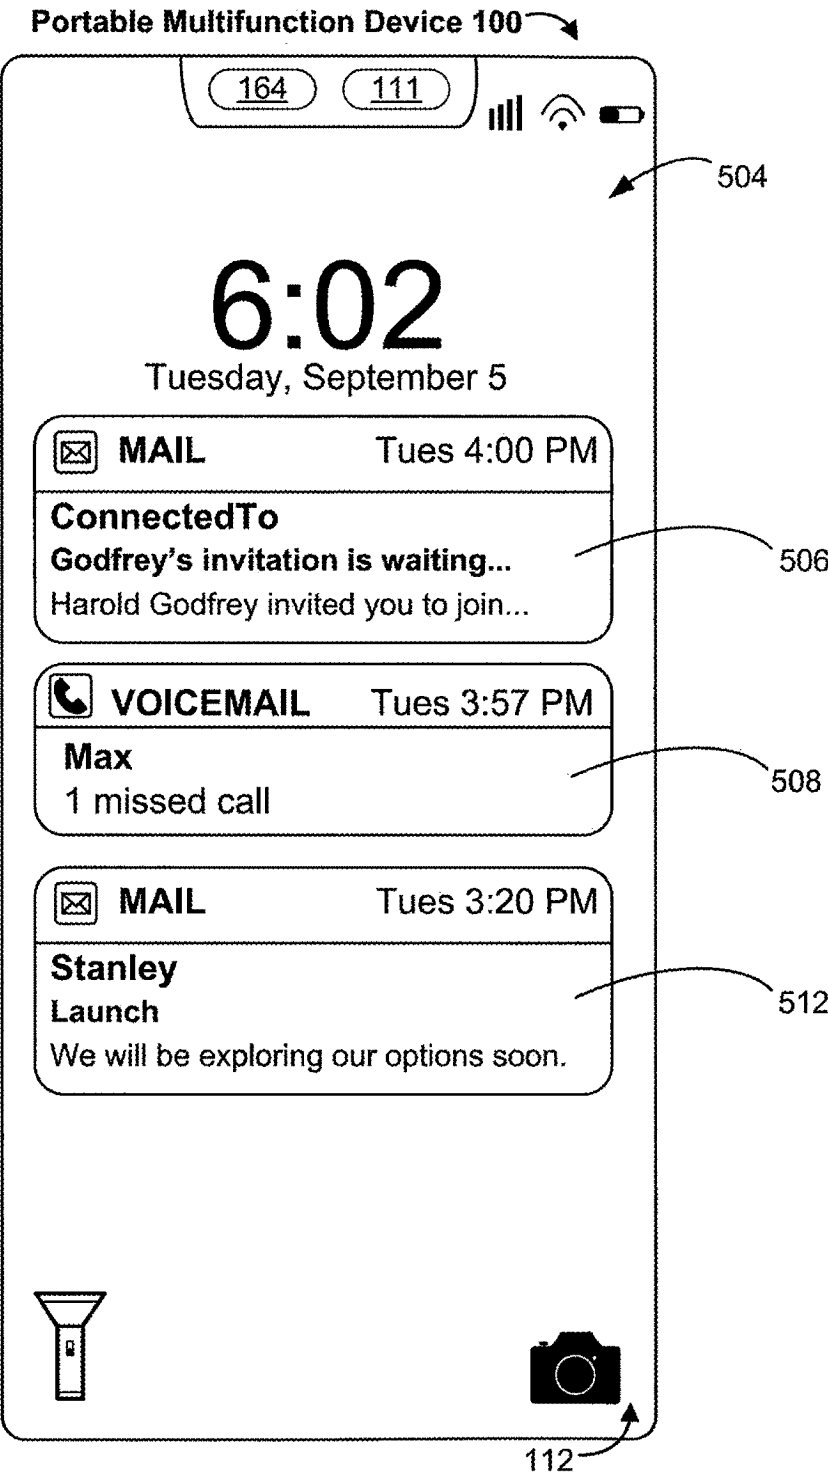 Portable Multifunction Device 100
164 111
504
6:02
Tuesday, September 5
MAIL Tues 4:00 PM
ConnectedTo
Godfrey's invitation is waiting...
506
Harold Godfrey invited you to join...
VOICEMAIL Tues 3:57 PM
Max
508
1 missed call
MAIL Tues 3:20 PM
Stanley
512
Launch
We will be exploring our options soon.
112